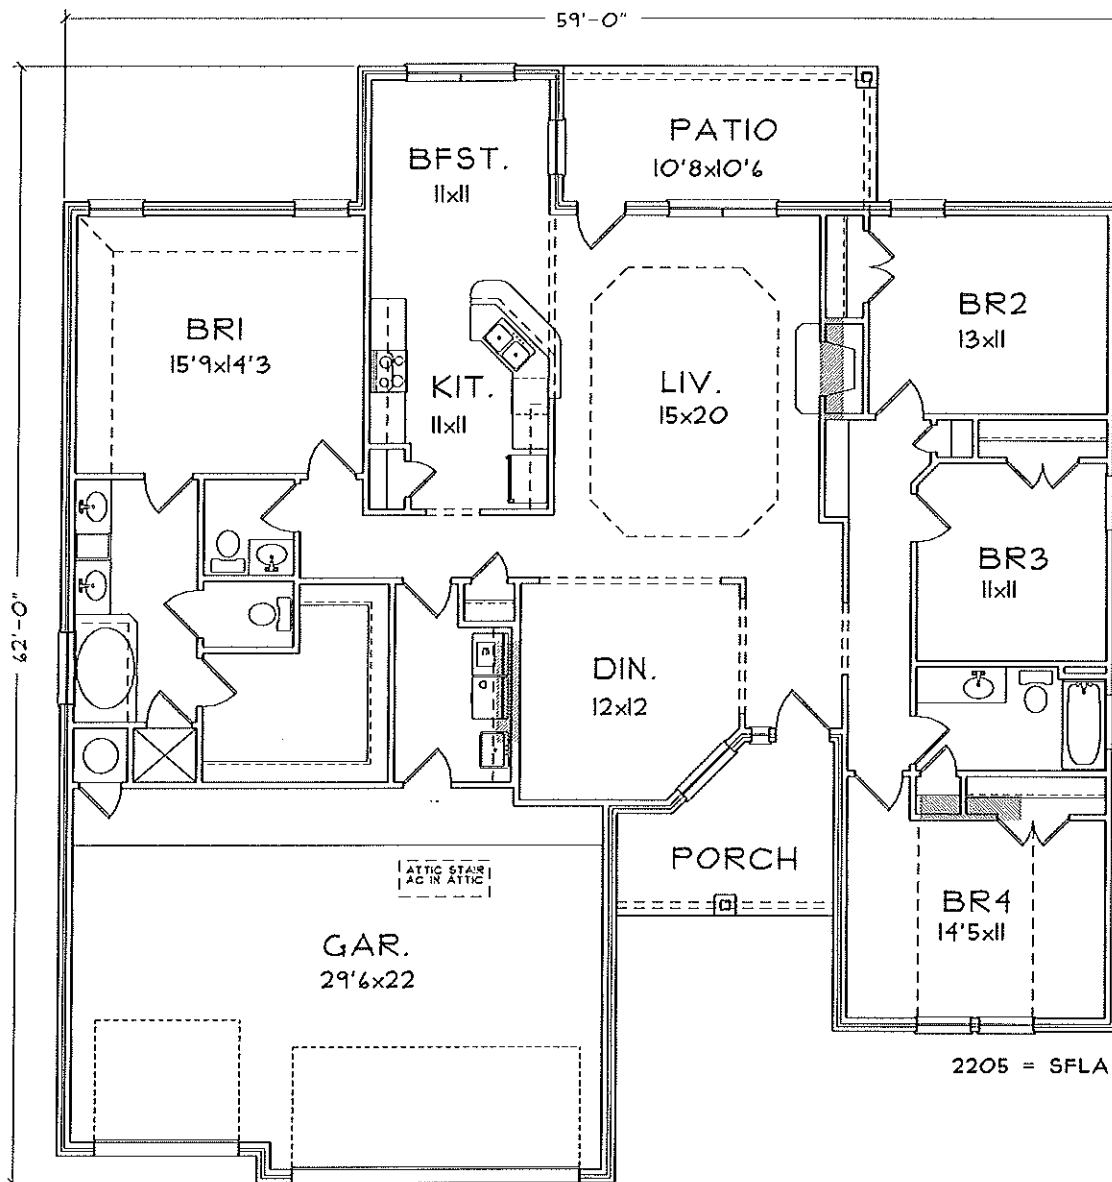 59'-0"
PATIO
10'8x10'6
BFST.
11x11
BR1
15'9x14'3
BR2
13x11
KIT.
11x11
LIV.
15x20
BR3
11x11
62'-0"
DIN.
12x12
PORCH
ATTIC STAIR
AC IN ATTIC
BR4
14'5x11
GAR.
29'6x22
2205 = SFLA